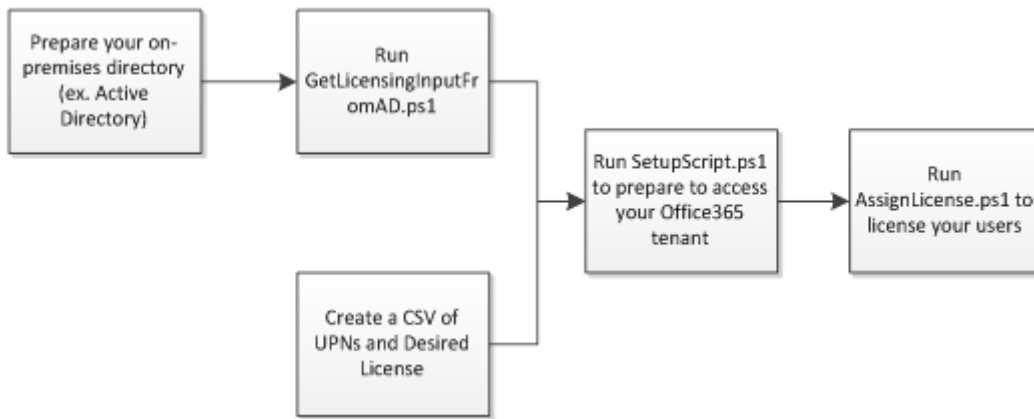 Prepare your on-
premises directory
(ex. Active
Directory)
Run
GetLicensingInputFr
omAD.ps1
Create a CSV of
UPNs and Desired
License
Run SetupScript.ps1
to prepare to access
your Office365
tenant
Run
AssignLicense.ps1 to
license your users